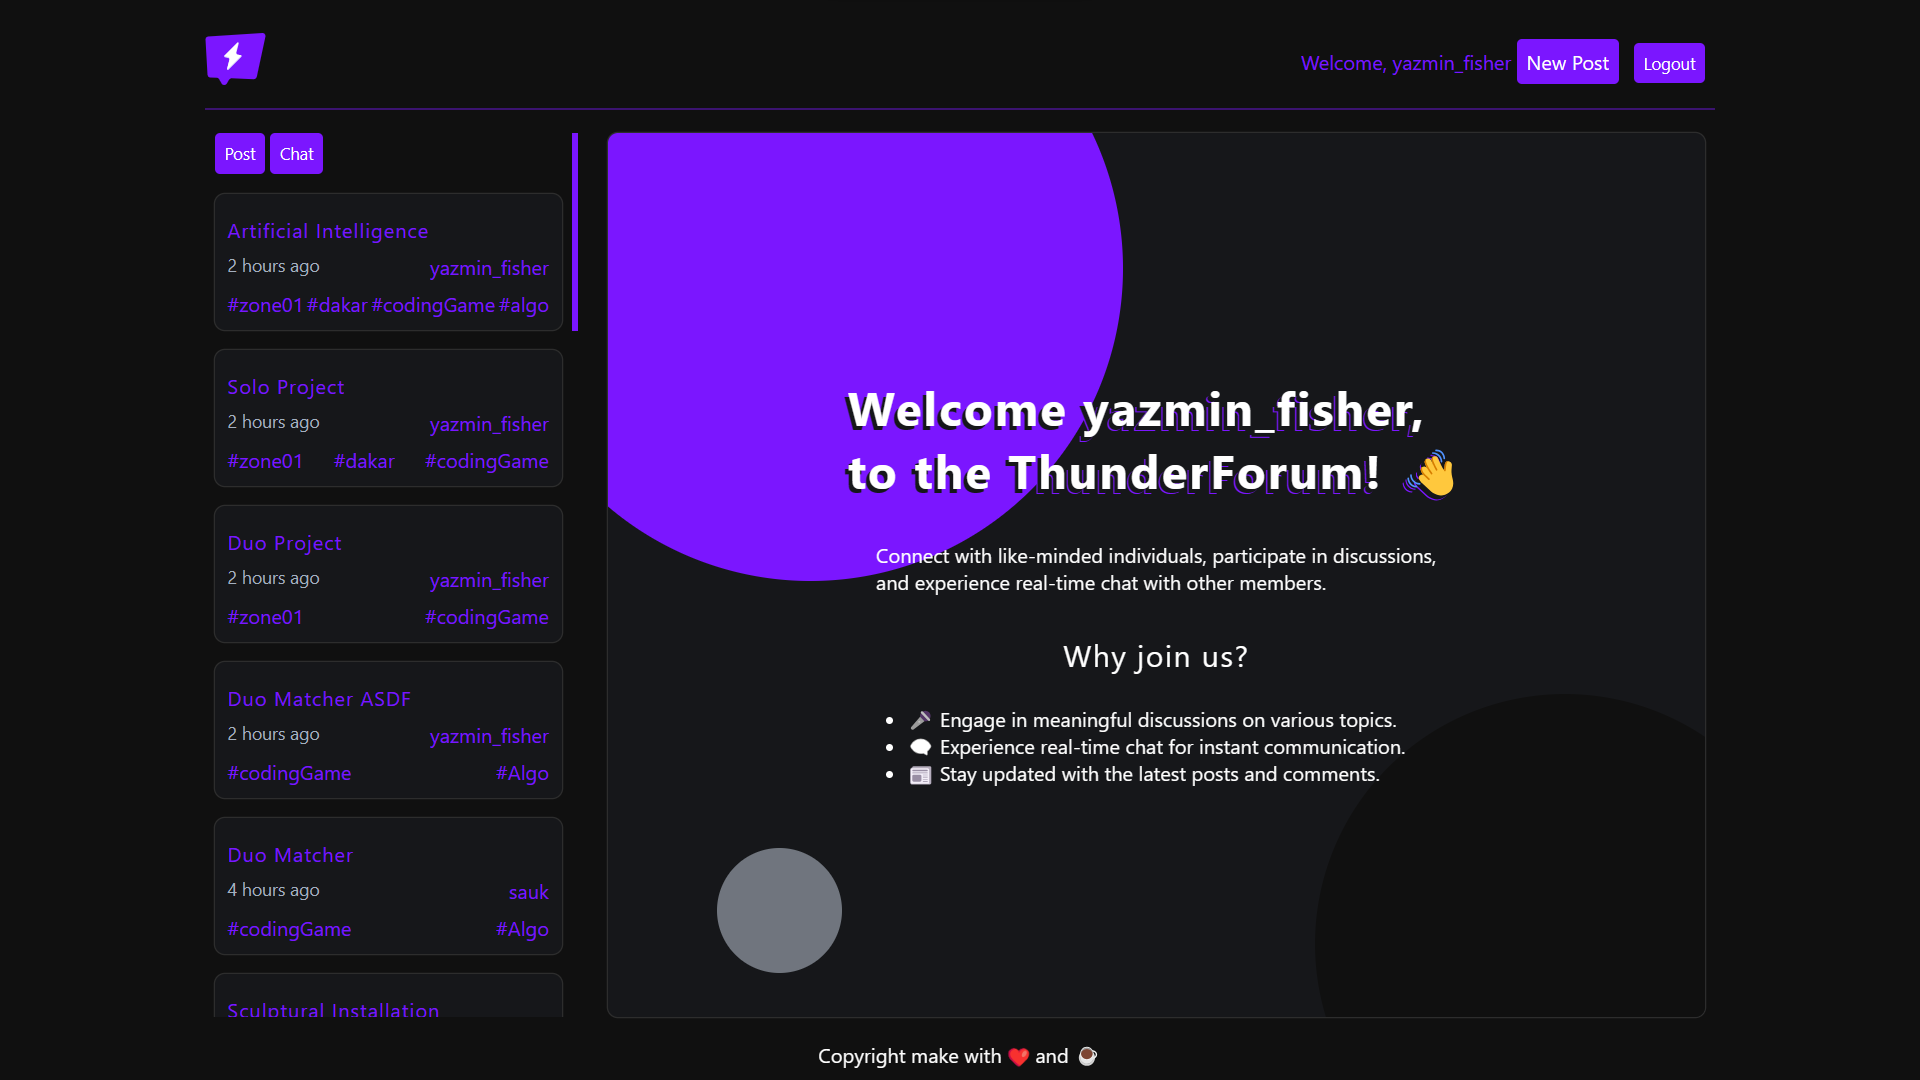 Welcome, yazmin_fisher New Post Logout
Post Chat
Artificial Intelligence
2 hours ago yazmin_fisher
#zone01 #dakar #codingGame #algo
Solo Project
2 hours ago yazmin_fisher
#zone01 #dakar #codingGame
Duo Project
2 hours ago yazmin_fisher
#zone01 #codingGame
Duo Matcher ASDF
2 hours ago yazmin_fisher
#codingGame #Algo
Duo Matcher
4 hours ago sauk
#codingGame #Algo
Sculptural Installation
Welcome yazmin_fisher,
to the ThunderForum! 👋
Connect with like-minded individuals, participate in discussions,
and experience real-time chat with other members.
Why join us?
• 🎤 Engage in meaningful discussions on various topics.
• 🗨️ Experience real-time chat for instant communication.
• 📰 Stay updated with the latest posts and comments.
Copyright make with ❤️ and ☕